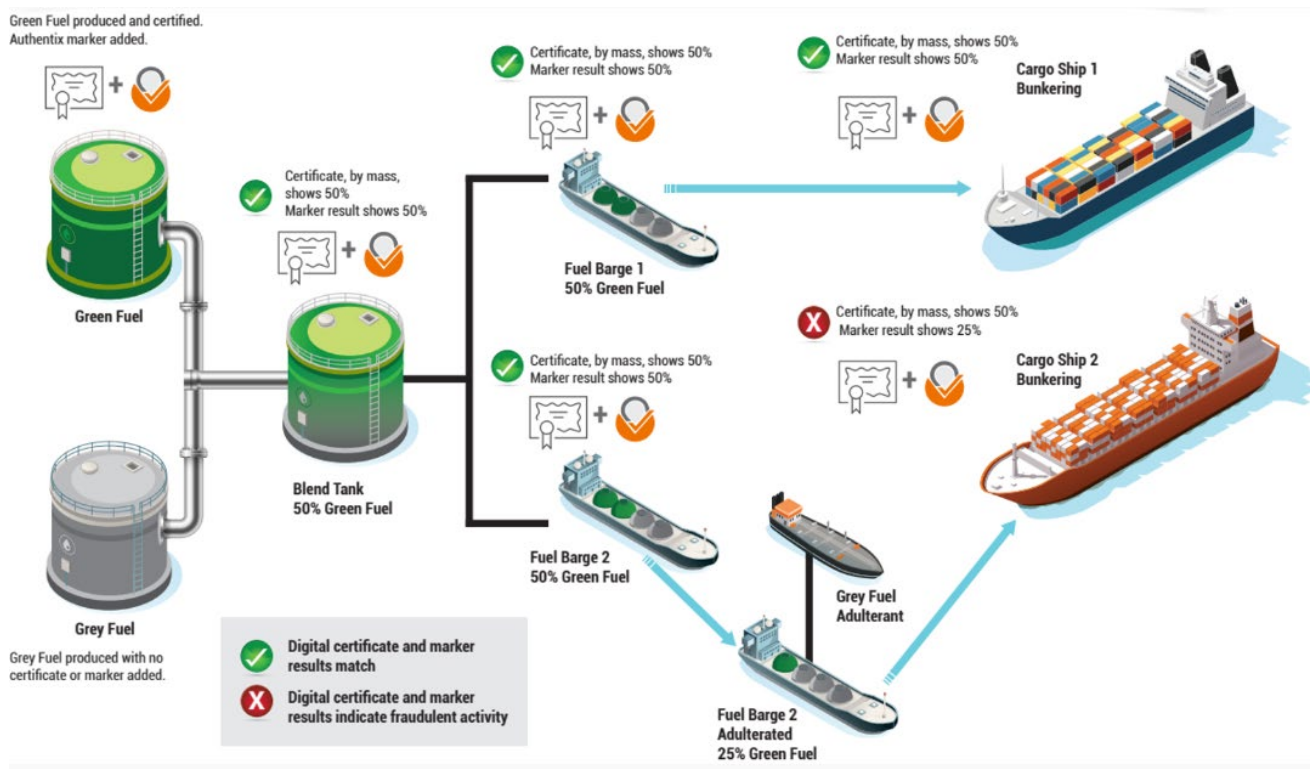 Green Fuel produced and certified.
Authentix marker added.
Green Fuel
Grey Fuel
Grey Fuel produced with no
certificate or marker added.
Certificate, by mass,
shows 50%
Marker result shows 50%
Blend Tank
50% Green Fuel
Certificate, by mass, shows 50%
Marker result shows 50%
Fuel Barge 1
50% Green Fuel
Certificate, by mass, shows 50%
Marker result shows 50%
Cargo Ship 1
Bunkering
Certificate, by mass, shows 50%
Marker result shows 50%
Fuel Barge 2
50% Green Fuel
Grey Fuel
Adulterant
Fuel Barge 2
Adulterated
25% Green Fuel
X
Certificate, by mass, shows 50%
Marker result shows 25%
Cargo Ship 2
Bunkering
Digital certificate and marker
results match
X
Digital certificate and marker
results indicate fraudulent activity